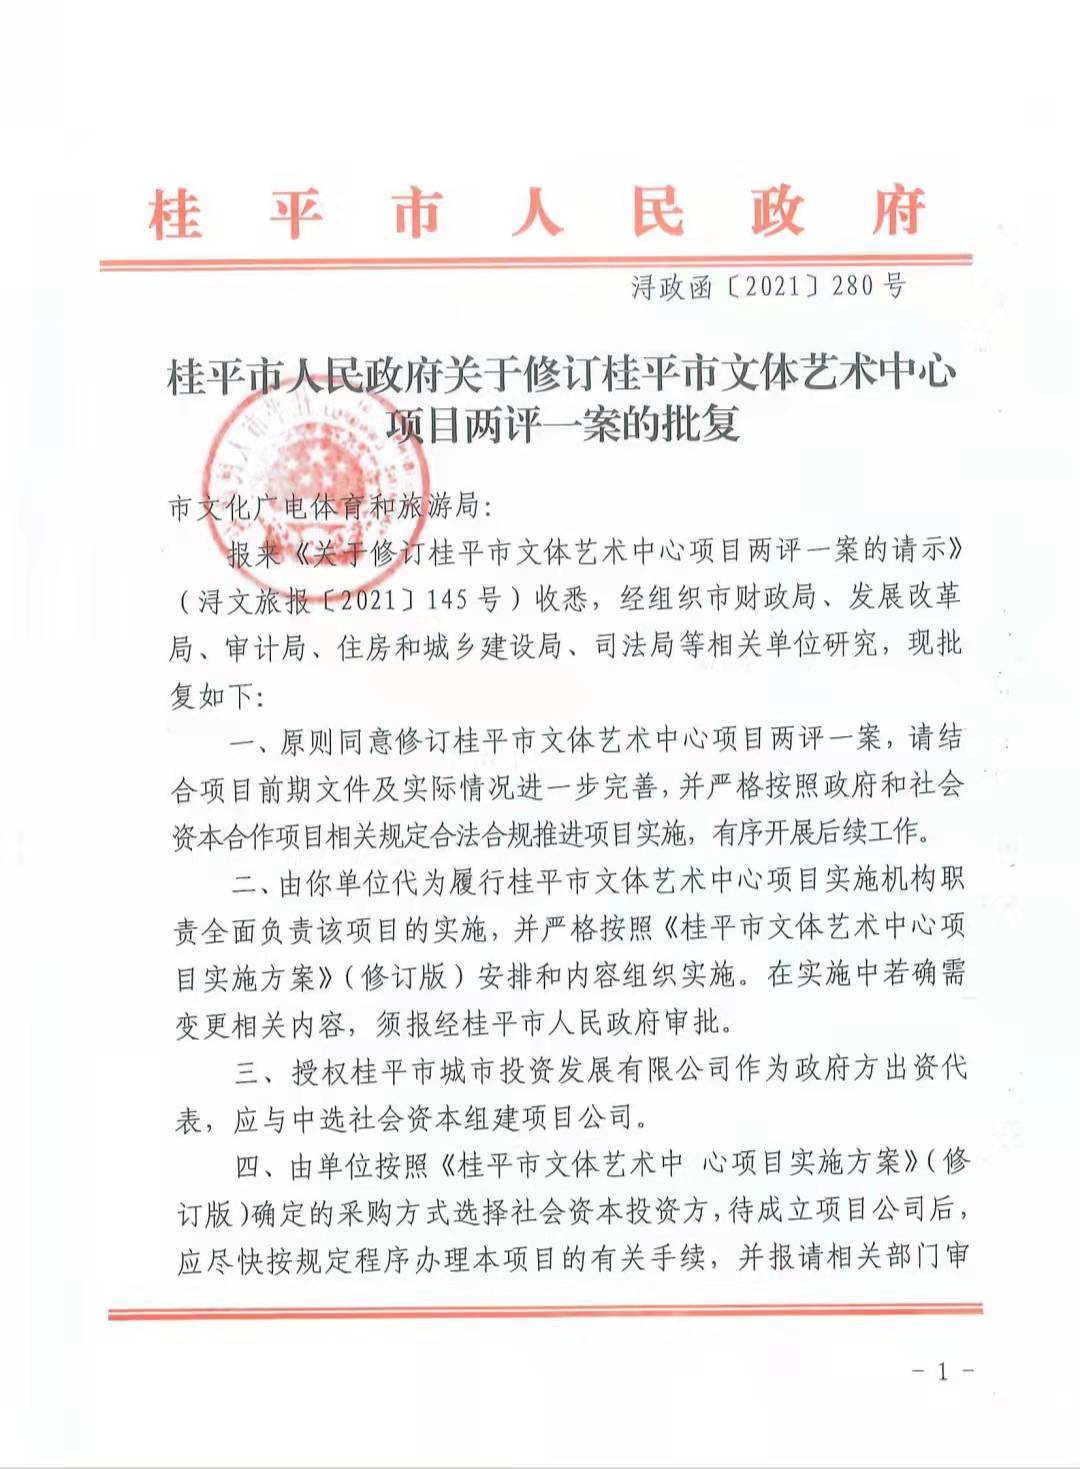 桂平市人民政府
浔政函〔2021〕280号
桂平市人民政府关于修订桂平市文体艺术中心
项目两评一案的批复
市文化广电体育和旅游局：
报来《关于修订桂平市文体艺术中心项目两评一案的请示》
（浔文旅报〔2021〕145号）收悉，经组织市财政局、发展改革
局、审计局、住房和城乡建设局、司法局等相关单位研究，现批
复如下：
一、原则同意修订桂平市文体艺术中心项目两评一案，请结
合项目前期文件及实际情况进一步完善，并严格按照政府和社会
资本合作项目相关规定合法合规推进项目实施，有序开展后续工作。
二、由你单位代为履行桂平市文体艺术中心项目实施机构职
责全面负责该项目的实施，并严格按照《桂平市文体艺术中心项
目实施方案》（修订版）安排和内容组织实施。在实施中若确需
变更相关内容，须报经桂平市人民政府审批。
三、授权桂平市城市投资发展有限公司作为政府方出资代
表，应与中选社会资本组建项目公司。
四、由单位按照《桂平市文体艺术中 心项目实施方案》（修
订版）确定的采购方式选择社会资本投资方，待成立项目公司后，
应尽快按规定程序办理本项目的有关手续，并报请相关部门审
- 1 -